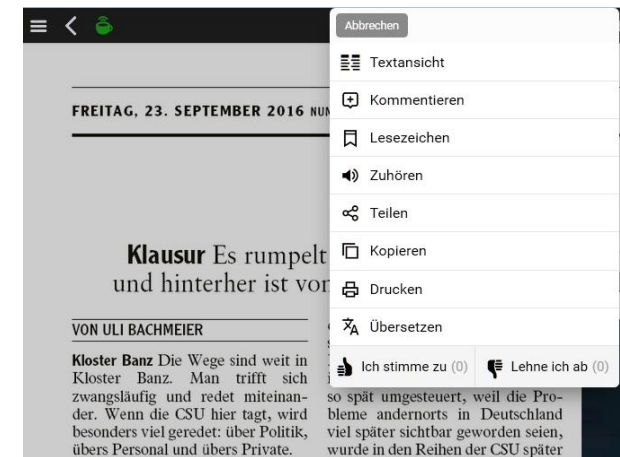 Abbrechen
Textansicht
Kommentieren
Lesezeichen
Zuhören
Teilen
Kopieren
Drucken
Übersetzen
Ich stimme zu (0)
Lehne ich ab (0)
FREITAG, 23. SEPTEMBER 2016
Klausur Es rumpelt
und hinterher ist
VON ULI BACHMEIER
Kloster Banz Die Wege sind weit in
Kloster Banz. Man trifft sich
zwangsläufig und redet miteinan-
der. Wenn die CSU hier tagt, wird
besonders viel geredet: über Politik,
übers Personal und übers Private.
so spät umgesteuert, weil die Pro-
bleme andernorts in Deutschland
viel später sichtbar geworden seien,
wurde in den Reihen der CSU später